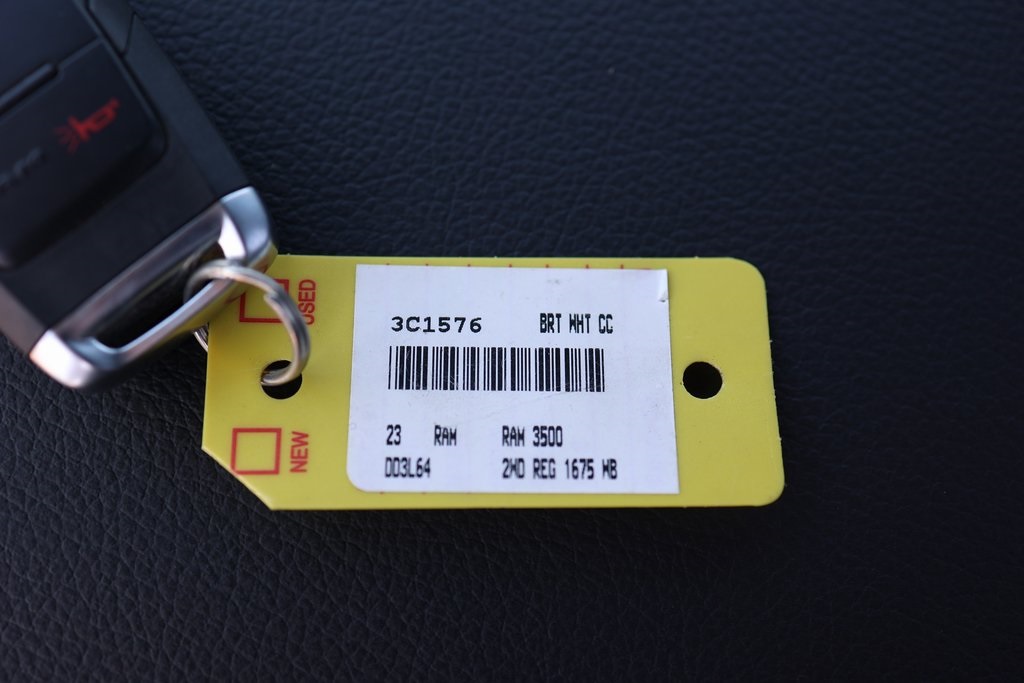 USED
3C1576 BRT WHT CC
23 RAM RAM 3500
DD3L64 2WD REG 1675 WB
NEW